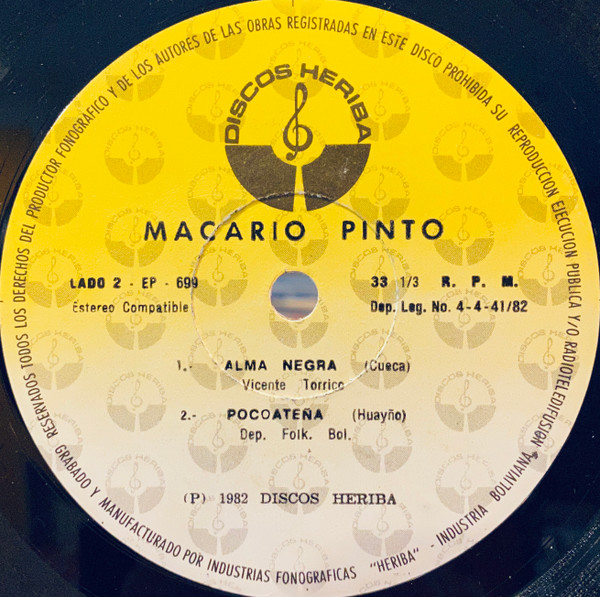 RESERVADOS TODOS LOS DERECHOS DEL PRODUCTOR FONOGRAFICO Y DE LOS AUTORES DE LAS OBRAS REGISTRADAS EN ESTE DISCO PROHIBIDA SU REPRODUCCION EJECUCION PUBLICA Y/O RADIOTELEDIFUSION
DISCOS HERIBA
MACARIO PINTO
LADO 2 - EP - 699
33 1/3 R. P. M.
Estereo Compatible
Dep. Leg. No. 4-4-41/82
1.- ALMA NEGRA (Cueca)
Vicente Torrico
2.- POCOATEÑA (Huayño)
Dep. Folk. Bol.
(P) 1982 DISCOS HERIBA
GRABADO Y MANUFACTURADO POR INDUSTRIAS FONOGRAFICAS "HERIBA" - INDUSTRIA BOLIVIANA